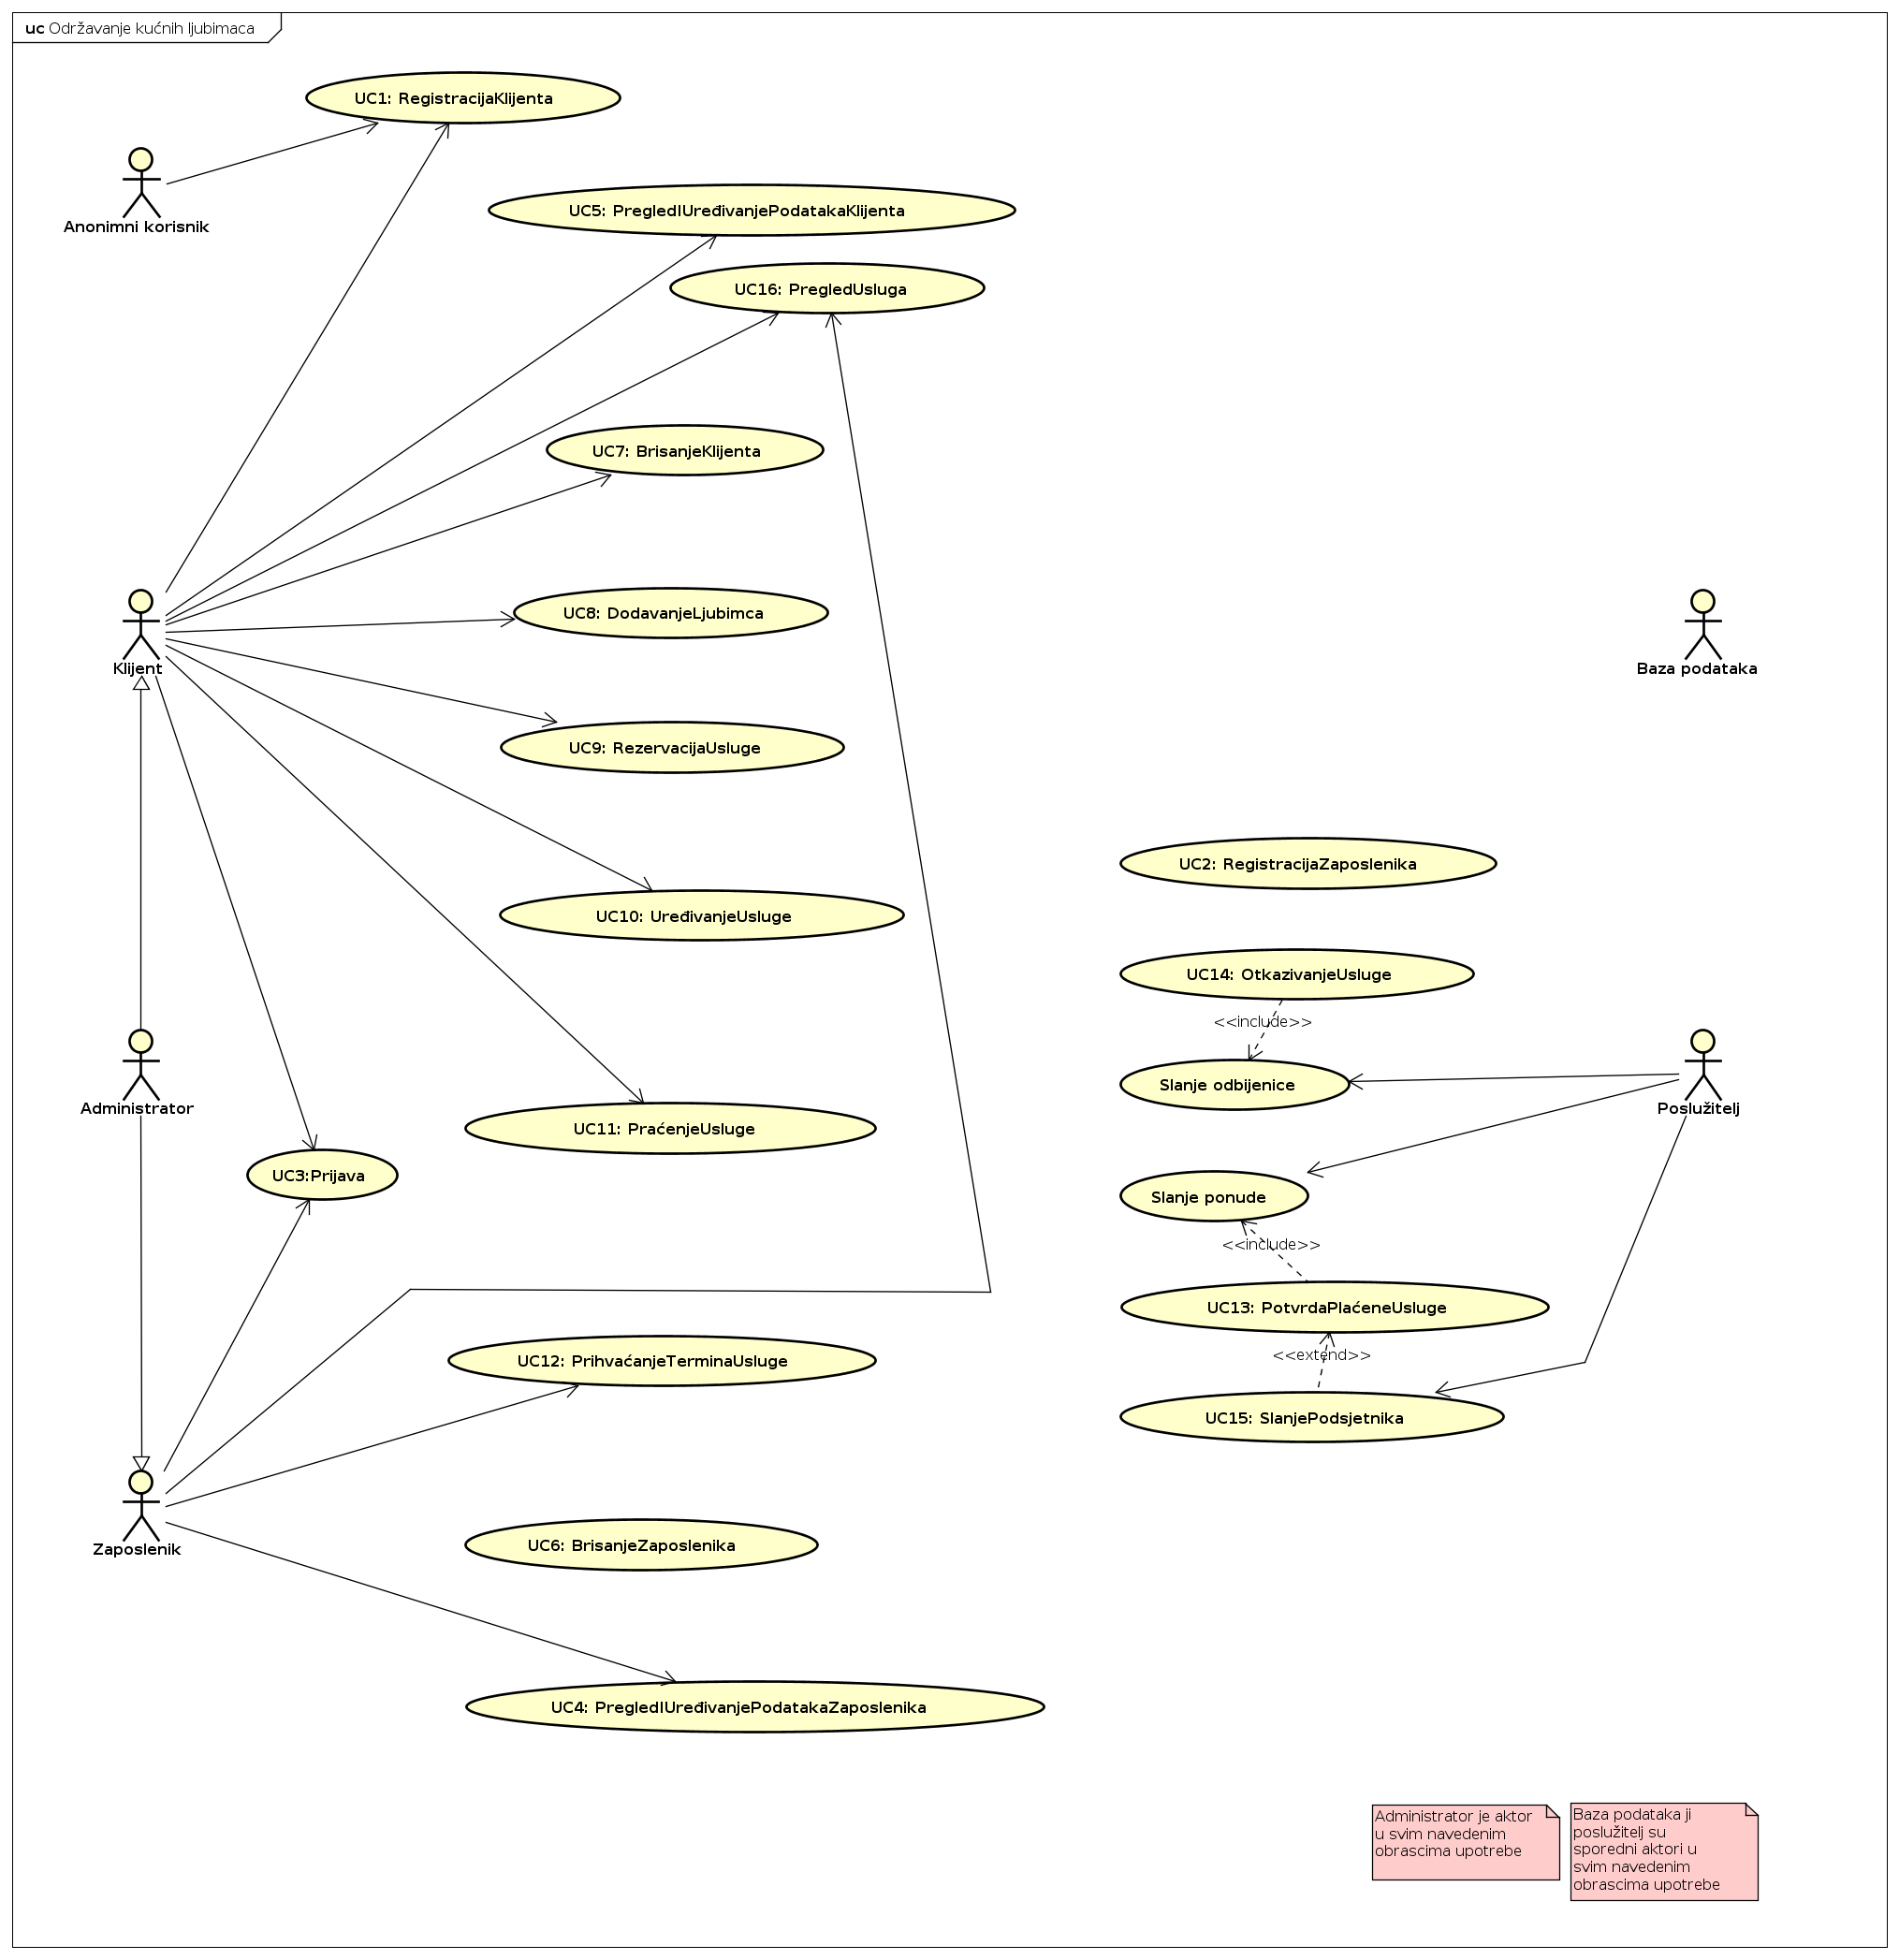 uc Održavanje kućnih ljubimaca
UC1: RegistracijaKlijenta
Anonimni korisnik
UC5: PregledIUređivanjePodatakaKlijenta
UC16: PregledUsluga
UC7: BrisanjeKlijenta
UC8: DodavanjeLjubimca
Klijent
Baza podataka
UC9: RezervacijaUsluge
UC2: RegistracijaZaposlenika
UC10: UređivanjeUsluge
UC14: OtkazivanjeUsluge
<<include>>
Slanje odbijenice
Administrator
Poslužitelj
UC11: PraćenjeUsluge
UC3:Prijava
Slanje ponude
<<include>>
UC13: PotvrdaPlaćeneUsluge
<<extend>>
UC12: PrihvaćanjeTerminaUsluge
UC15: SlanjePodsjetnika
Zaposlenik
UC6: BrisanjeZaposlenika
UC4: PregledIUređivanjePodatakaZaposlenika
Administrator je aktor
u svim navedenim
obrascima upotrebe
Baza podataka ji
poslužitelj su
sporedni aktori u
svim navedenim
obrascima upotrebe